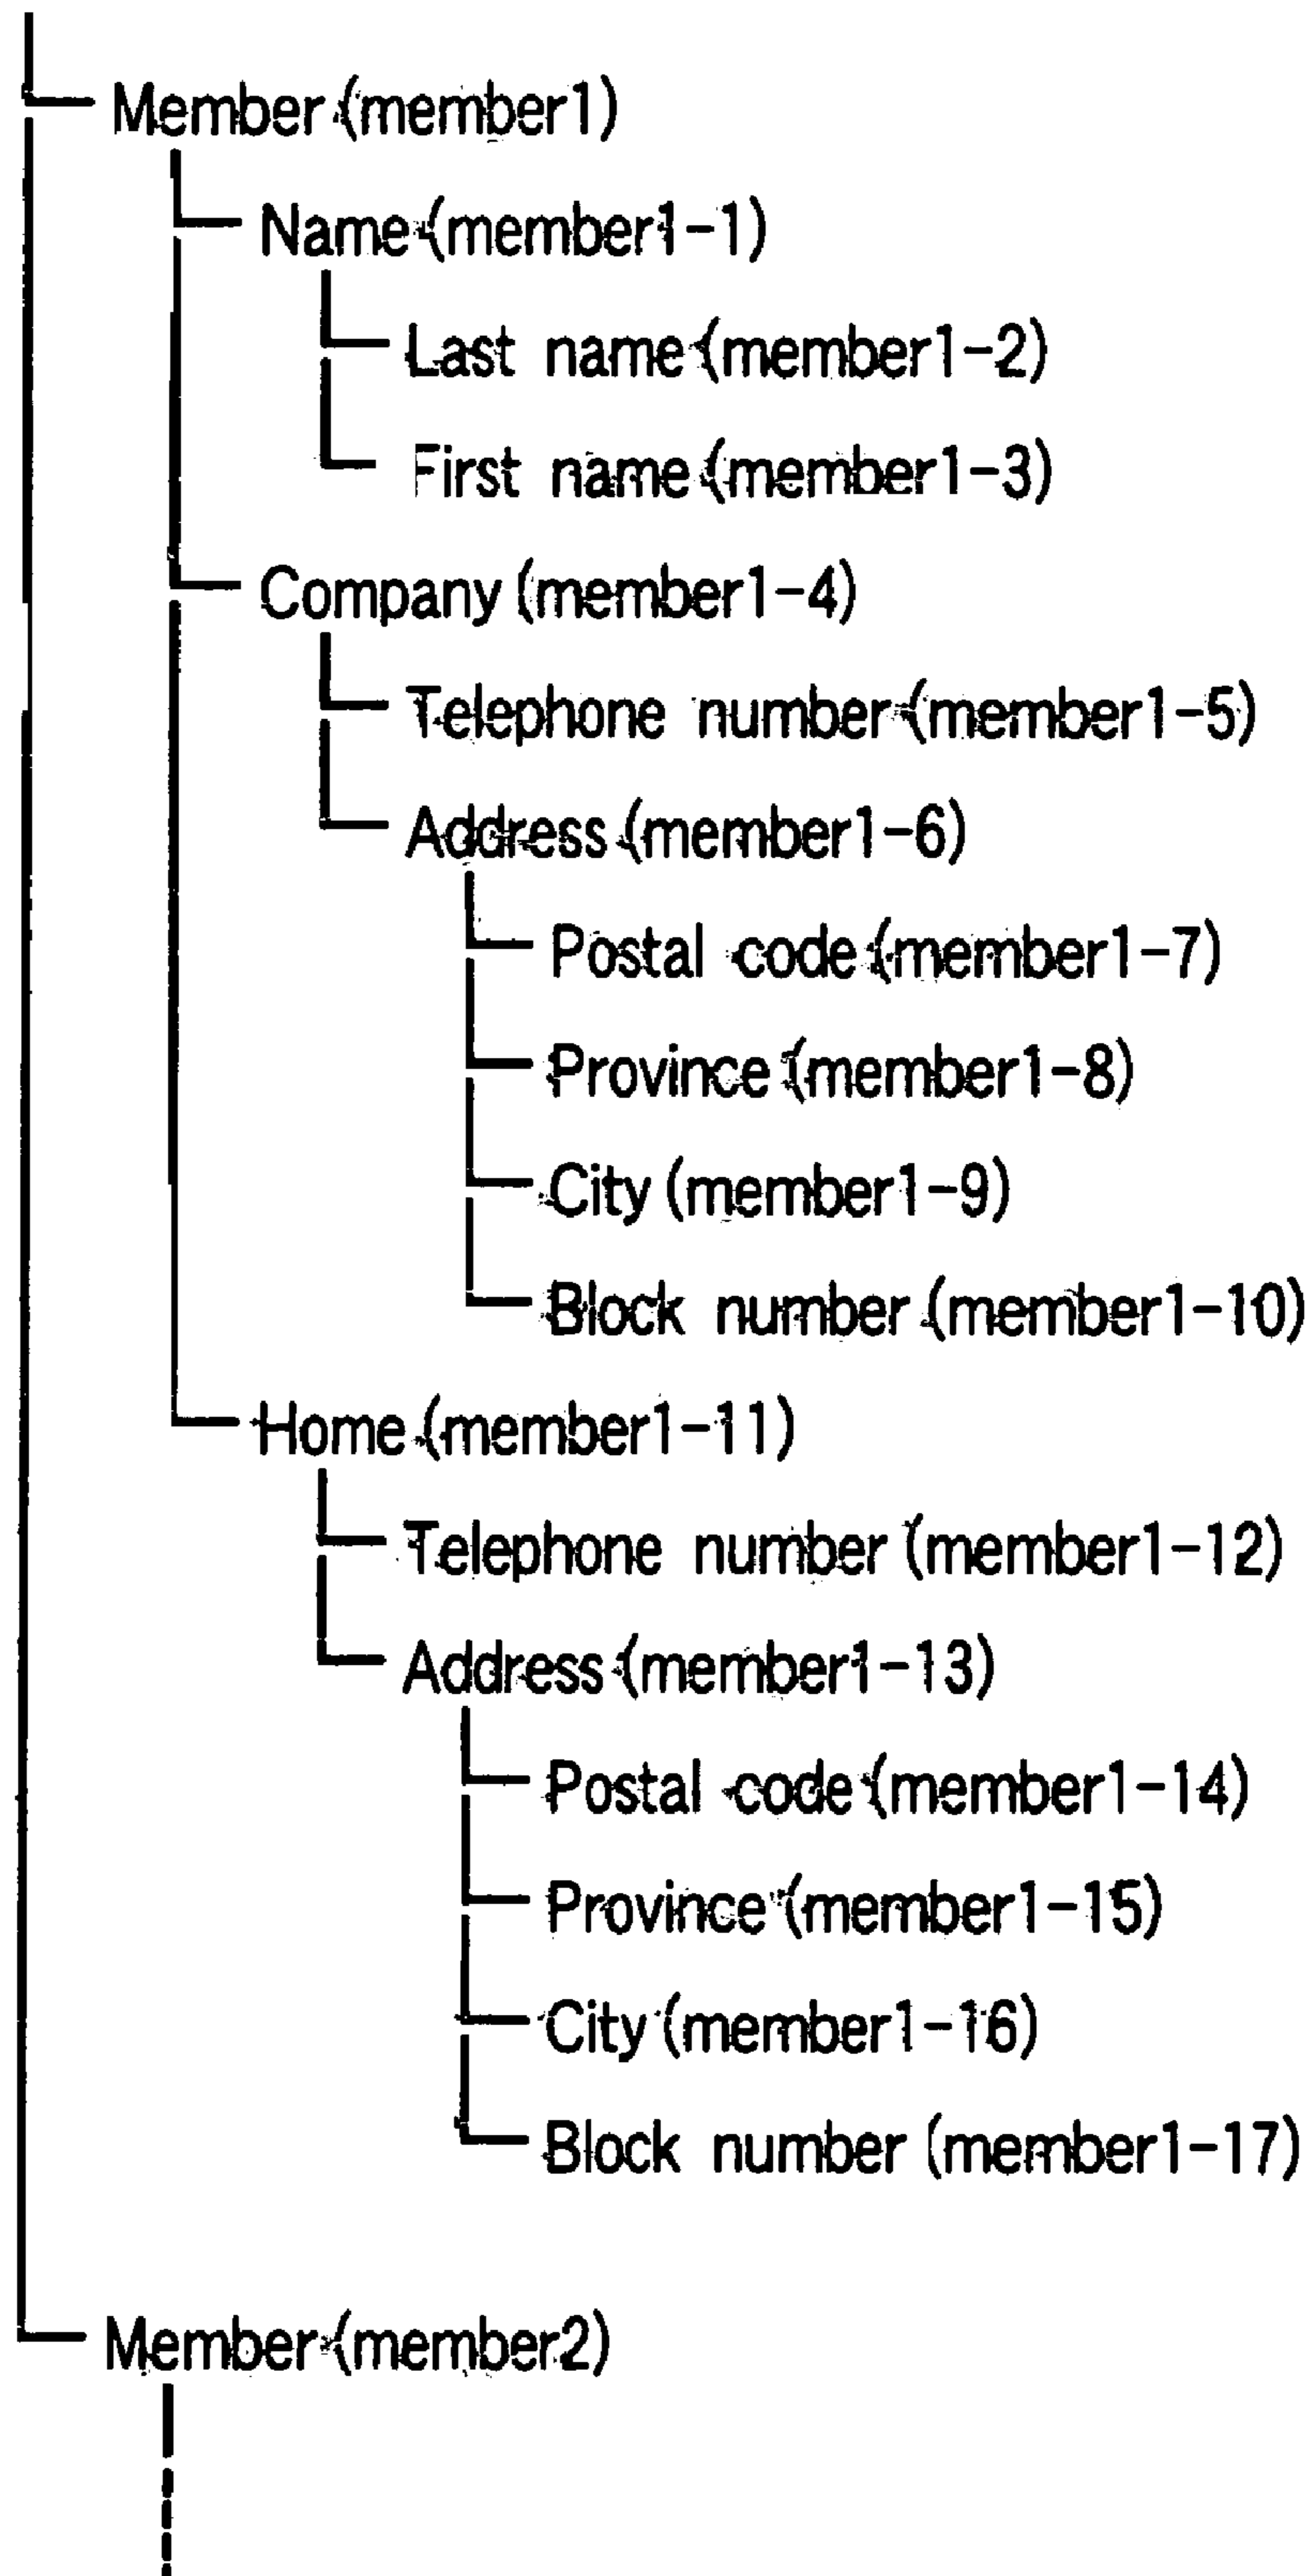 Member (member1)
Name (member1-1)
Last name (member1-2)
First name (member1-3)
Company (member1-4)
Telephone number (member1-5)
Address (member1-6)
Postal code (member1-7)
Province (member1-8)
City (member1-9)
Block number (member1-10)
Home (member1-11)
Telephone number (member1-12)
Address (member1-13)
Postal code (member1-14)
Province (member1-15)
City (member1-16)
Block number (member1-17)
Member (member2)